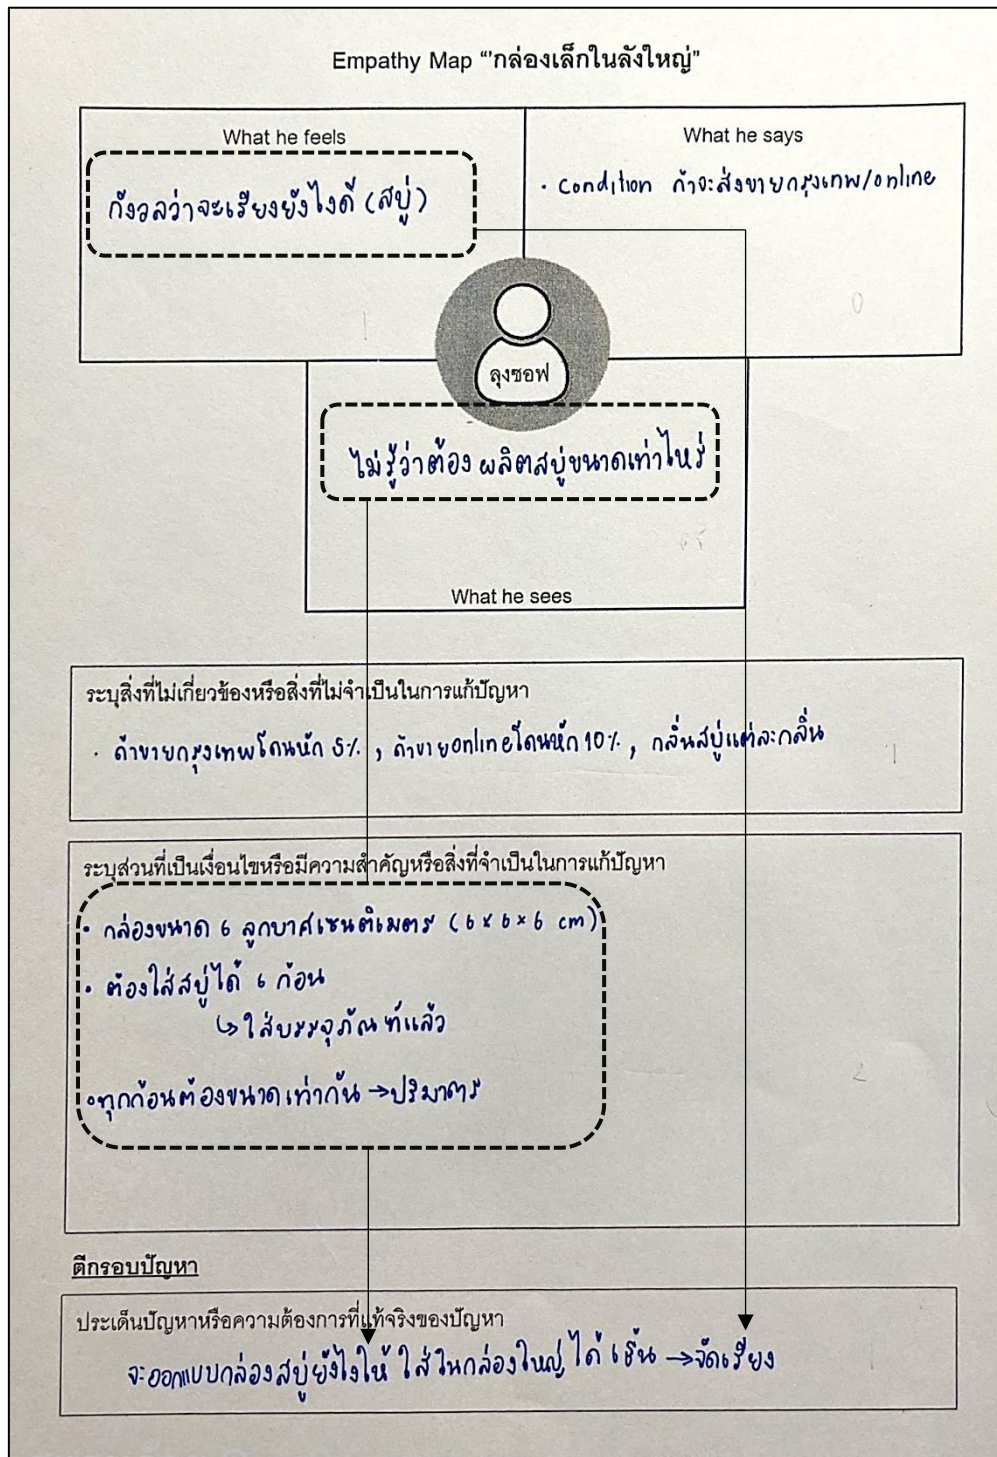 Empathy Map “'กล่องเล็กในลังใหญ่”
What he feels
What he says
กังวลว่าจะเรียงยังไงดี (สบู่)
• Condition ถ้าจะส่งขายกรุงเทพ/online
1
0
ลุงซอฟ
ไม่รู้ว่าต้องผลิตสบู่ขนาดเท่าไหร่
What he sees
ระบุสิ่งที่ไม่เกี่ยวข้องหรือสิ่งที่ไม่จำเป็นในการแก้ปัญหา
• ถ้าขายกรุงเทพโดนหัก 5% , ถ้าขายonlineโดนหัก 10% , กลิ่นสบู่แต่ละกลิ่น
1
ระบุส่วนที่เป็นเงื่อนไขหรือมีความสำคัญหรือสิ่งที่จำเป็นในการแก้ปัญหา
• กล่องขนาด 6 ลูกบาศก์เซนติเมตร (6 x 6 x 6 cm)
• ต้องใส่สบู่ได้ 6 ก้อน
↳ ใส่บรรจุภัณฑ์แล้ว
• ทุกก้อนต้องขนาดเท่ากัน → ปริมาตร
2
ตีกรอบปัญหา
ประเด็นปัญหาหรือความต้องการที่แท้จริงของปัญหา
จะออกแบบกล่องสบู่ยังไงให้ ใส่ในกล่องใหญ่ได้ → จัดเรียง
1